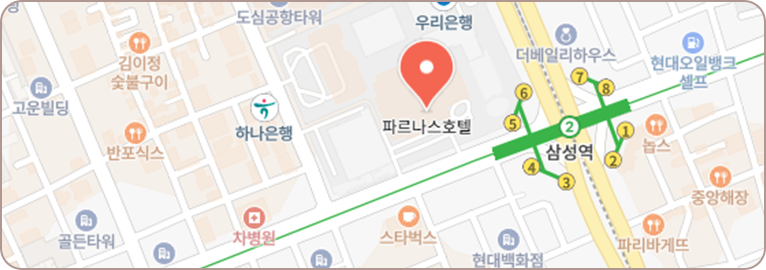 도심공항타워
우리은행
김이정
숯불구이
더베일리하우스
현대오일뱅크
셀프
고운빌딩
하나은행
파르나스호텔
7
8
6
5
2
1
4
2
3
삼성역
반포식스
놉스
중앙해장
골든타워
차병원
스타벅스
현대백화점
파리바게뜨